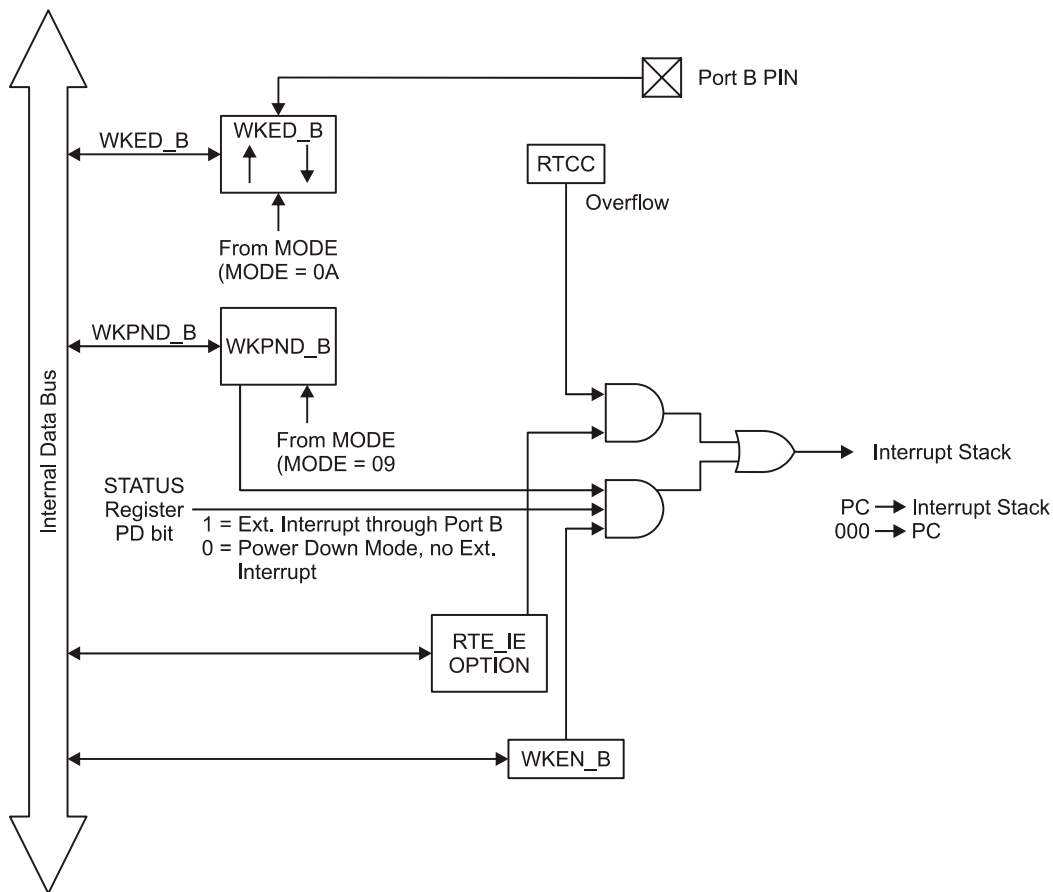 Port B PIN
WKED_B
WKED_B
RTCC
Overflow
From MODE
(MODE = 0A
WKPND_B
WKPND_B
From MODE
(MODE = 09
Internal Data Bus
Interrupt Stack
STATUS
Register
PD bit
1 = Ext. Interrupt through Port B
0 = Power Down Mode, no Ext.
Interrupt
PC → Interrupt Stack
000 → PC
RTE_IE
OPTION
WKEN_B